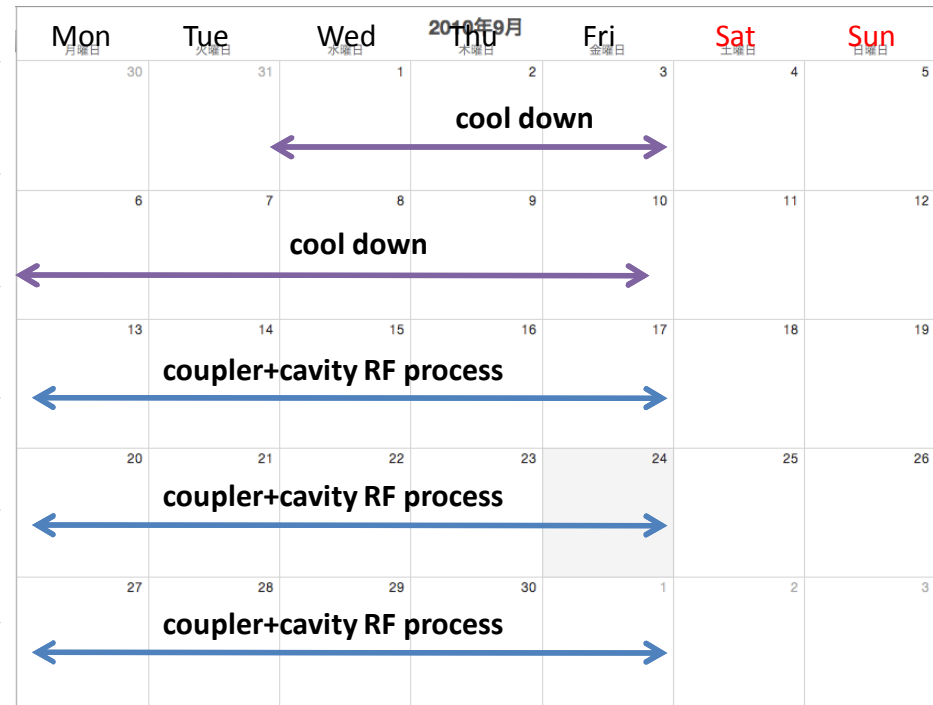 2010年9月
Mon Tue Wed Thu Fri Sat Sun
月曜日 火曜日 水曜日 木曜日 金曜日 土曜日 日曜日
30 31 1 2 3 4 5
cool down
6 7 8 9 10 11 12
cool down
13 14 15 16 17 18 19
coupler+cavity RF process
20 21 22 23 24 25 26
coupler+cavity RF process
27 28 29 30 1 2 3
coupler+cavity RF process